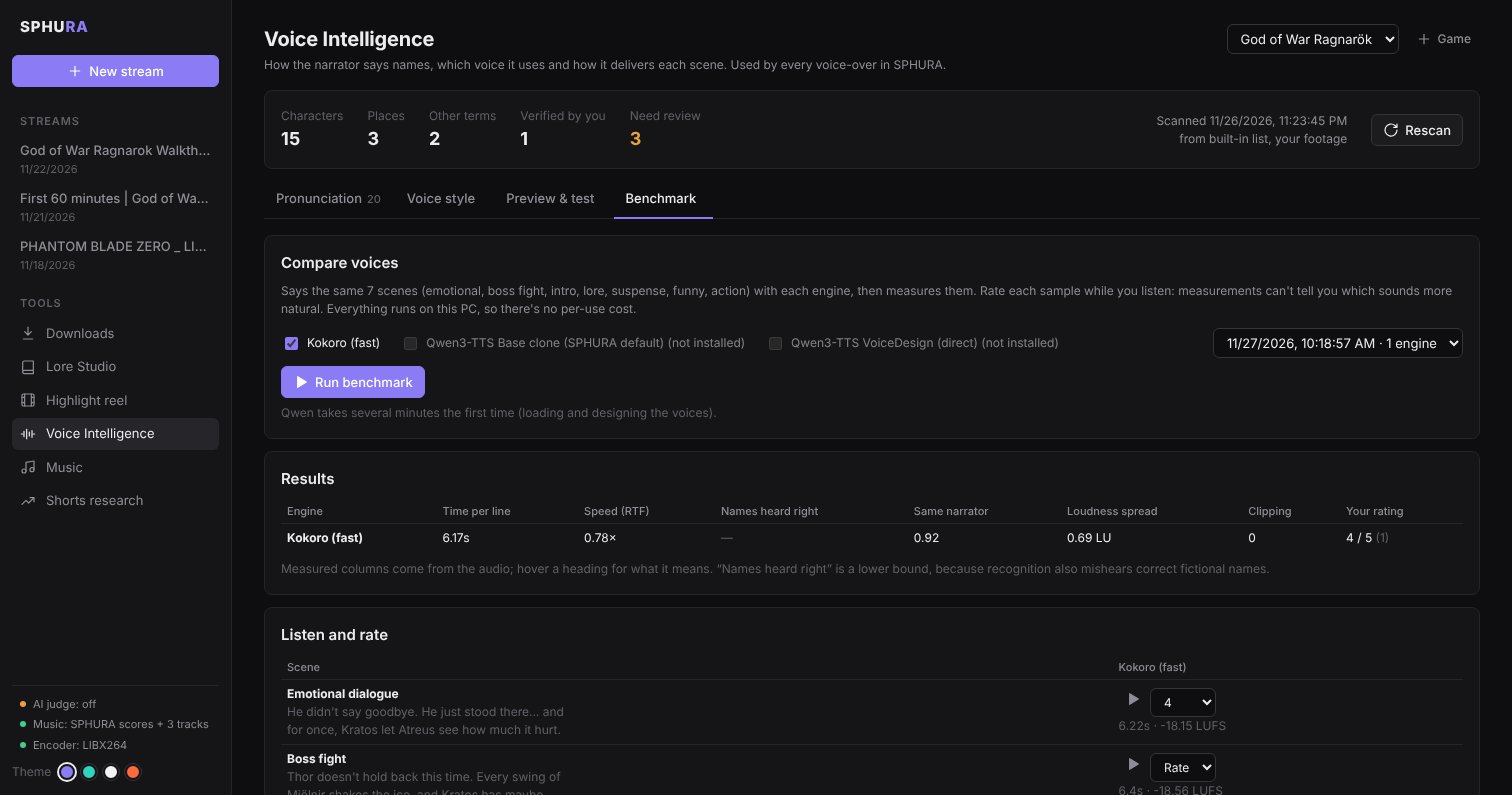 SPHURA
+ New stream
STREAMS
God of War Ragnarok Walkth...
11/22/2026
First 60 minutes | God of Wa...
11/21/2026
PHANTOM BLADE ZERO _ LI...
11/18/2026
TOOLS
Downloads
Lore Studio
Highlight reel
Voice Intelligence
Music
Shorts research
AI judge: off
Music: SPHURA scores + 3 tracks
Encoder: LIBX264
Theme
Voice Intelligence
How the narrator says names, which voice it uses and how it delivers each scene. Used by every voice-over in SPHURA.
God of War Ragnarök
+ Game
Characters Places Other terms Verified by you Need review
15 3 2 1 3
Scanned 11/26/2026, 11:23:45 PM
from built-in list, your footage
Rescan
Pronunciation 20 Voice style Preview & test Benchmark
Compare voices
Says the same 7 scenes (emotional, boss fight, intro, lore, suspense, funny, action) with each engine, then measures them. Rate each sample while you listen: measurements can't tell you which sounds more
natural. Everything runs on this PC, so there's no per-use cost.
Kokoro (fast) Qwen3-TTS Base clone (SPHURA default) (not installed) Qwen3-TTS VoiceDesign (direct) (not installed) 11/27/2026, 10:18:57 AM · 1 engine
Run benchmark
Qwen takes several minutes the first time (loading and designing the voices).
Results
Engine Time per line Speed (RTF) Names heard right Same narrator Loudness spread Clipping Your rating
Kokoro (fast) 6.17s 0.78× — 0.92 0.69 LU 0 4 / 5 (1)
Measured columns come from the audio; hover a heading for what it means. “Names heard right” is a lower bound, because recognition also mishears correct fictional names.
Listen and rate
Scene Kokoro (fast)
Emotional dialogue
He didn't say goodbye. He just stood there... and
for once, Kratos let Atreus see how much it hurt.
4
6.22s · -18.15 LUFS
Boss fight
Thor doesn't hold back this time. Every swing of
Mjölnir shakes the ice, and Kratos has maybe
Rate
6.4s · -18.56 LUFS